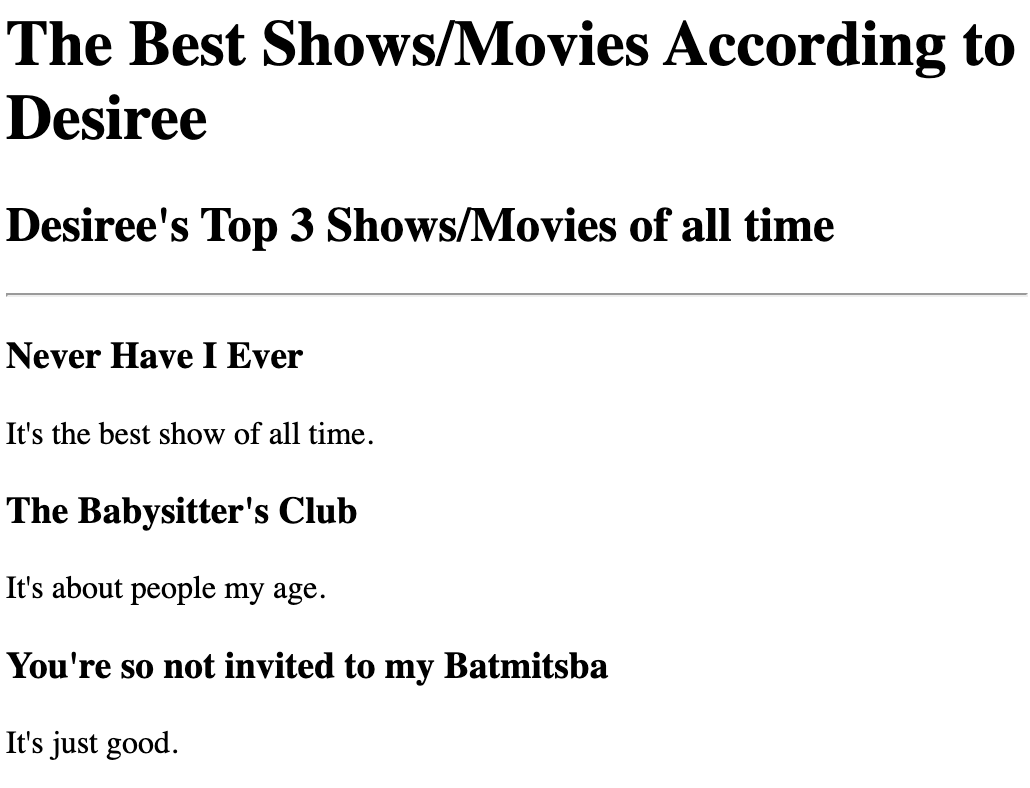 The Best Shows/Movies According to
Desiree
Desiree's Top 3 Shows/Movies of all time
Never Have I Ever
It's the best show of all time.
The Babysitter's Club
It's about people my age.
You're so not invited to my Batmitsba
It's just good.